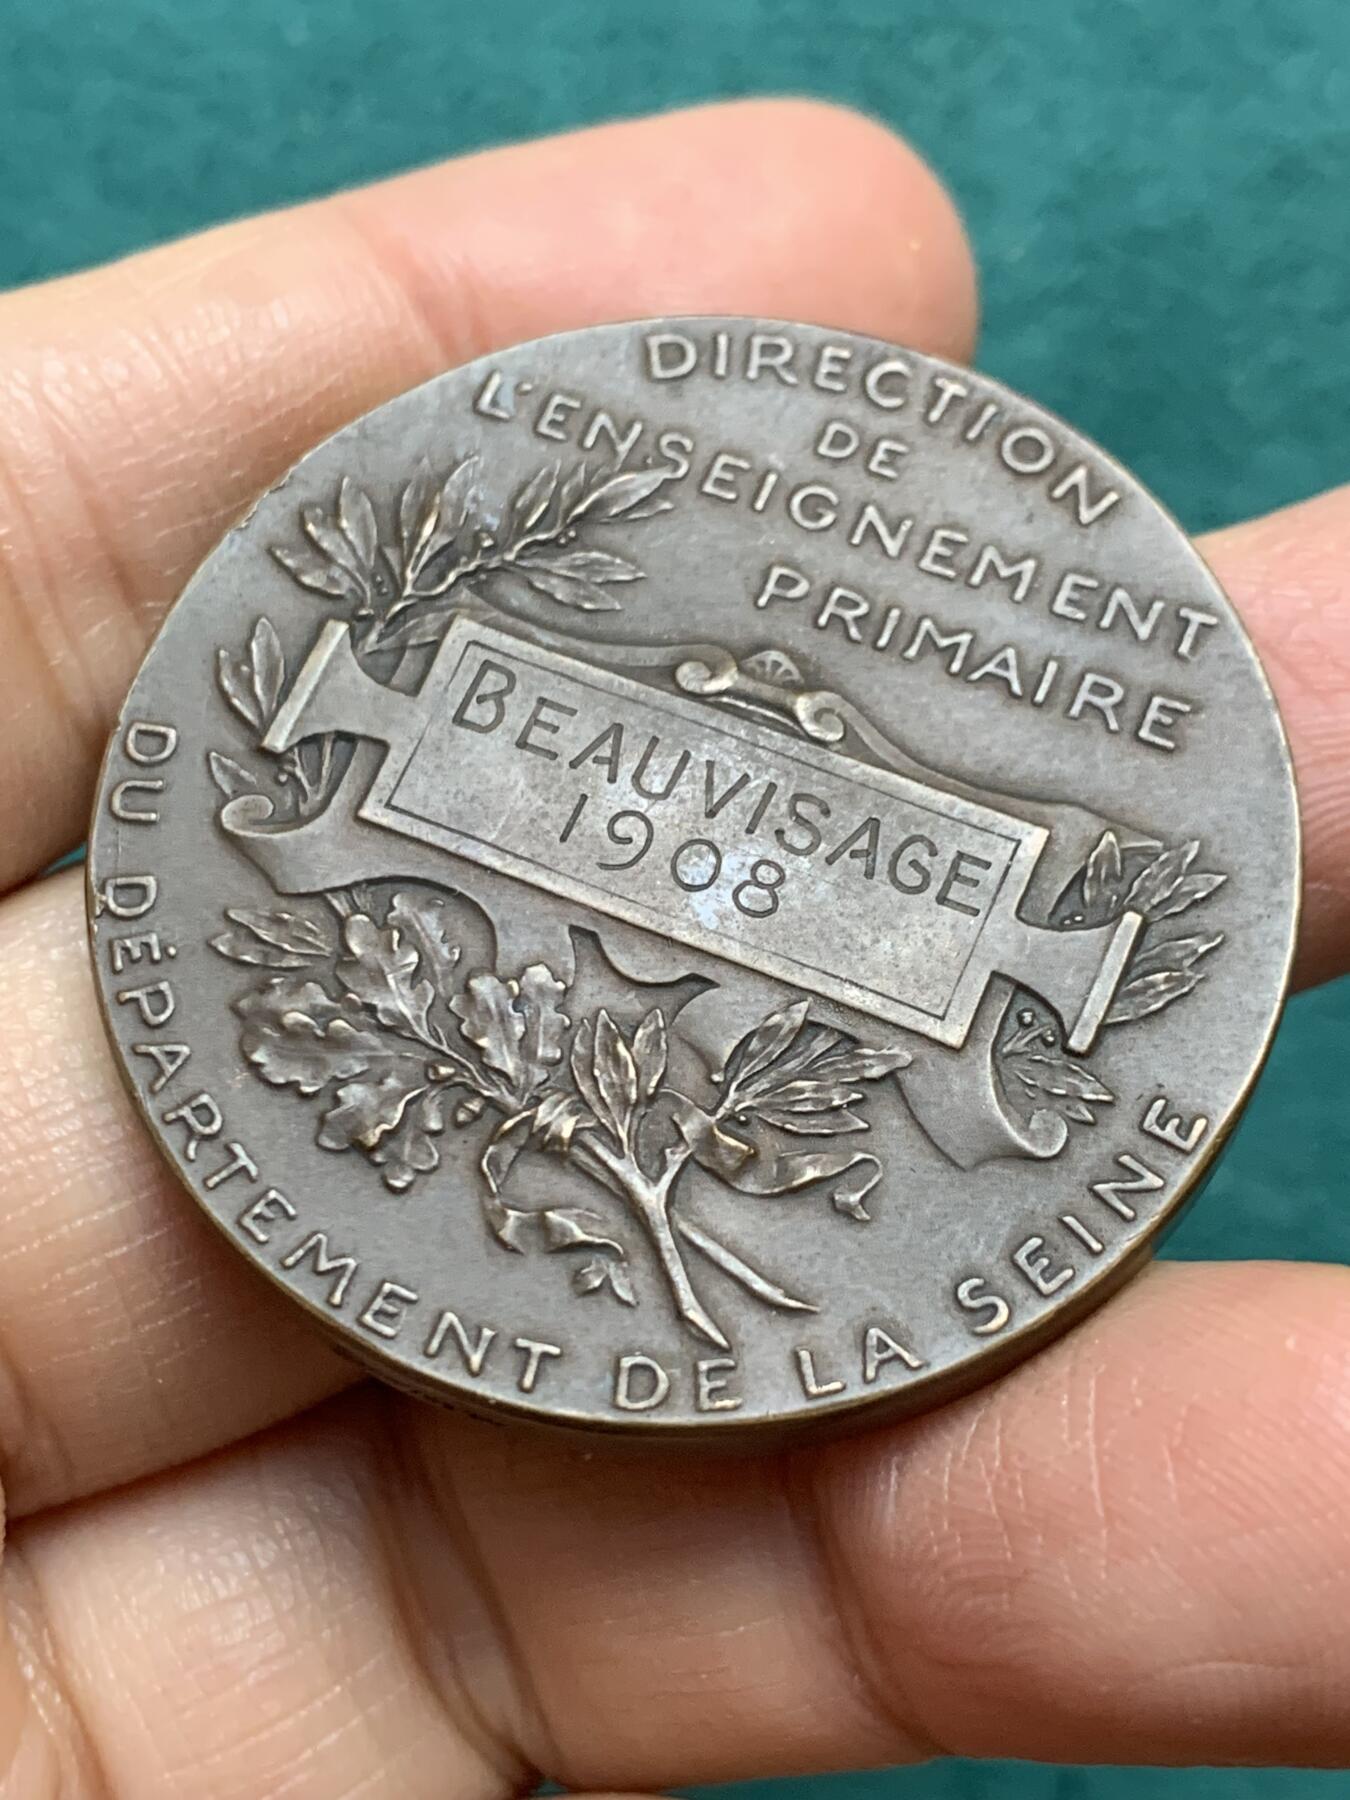 DIRECTION
DE
L'ENSEIGNEMENT
PRIMAIRE
BEAUVISAGE
1908
DU DÉPARTEMENT DE LA SEINE